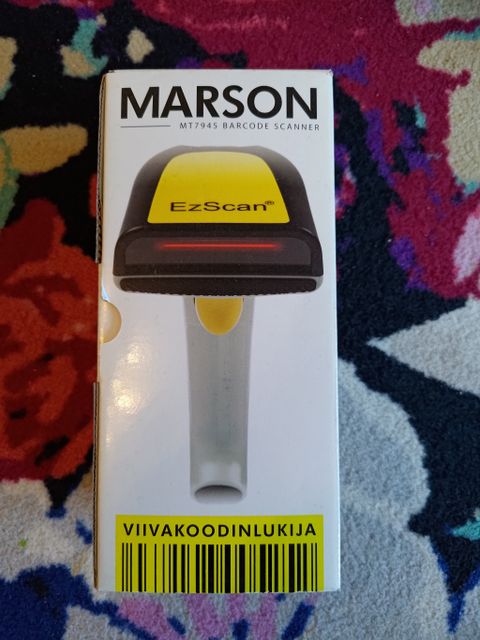 MARSON
MT7945 BARCODE SCANNER
EzScan®
VIIVAKOODINLUKIJA